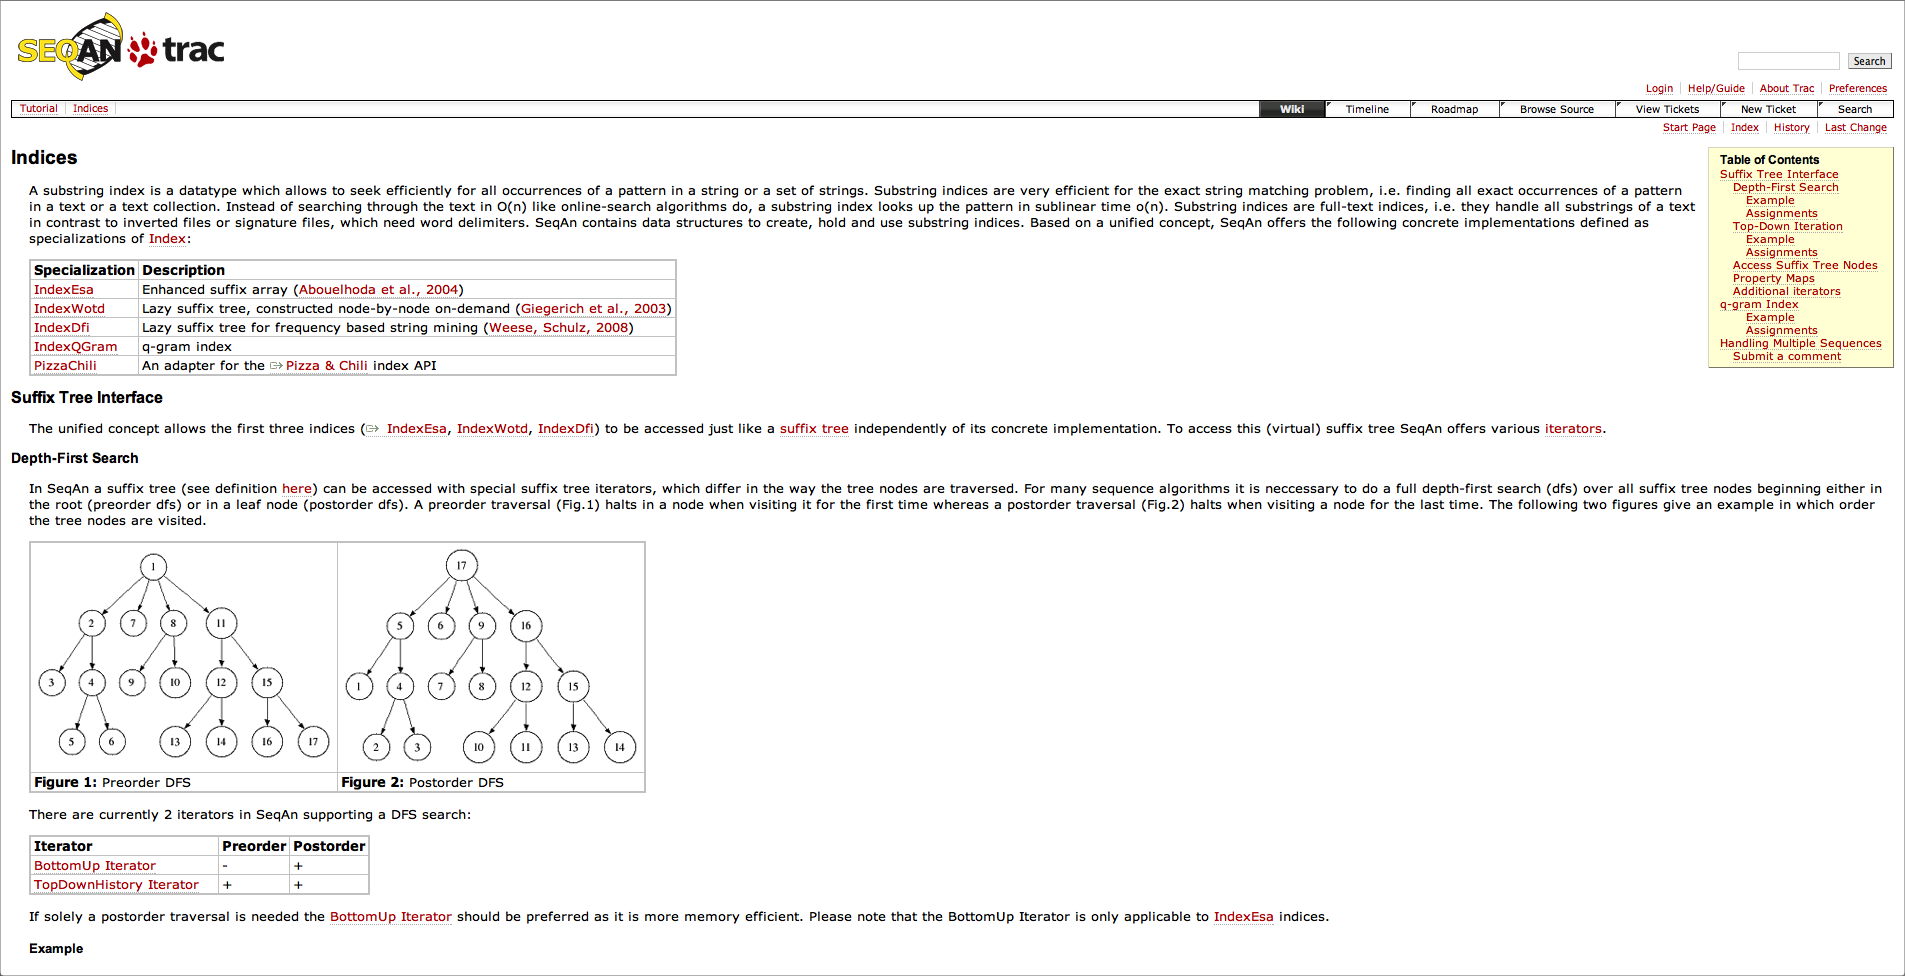 SEQAN trac
Search
Login Help/Guide About Trac Preferences
Tutorial Indices Wiki Timeline Roadmap Browse Source View Tickets New Ticket Search
Start Page Index History Last Change
Indices
A substring index is a datatype which allows to seek efficiently for all occurrences of a pattern in a string or a set of strings. Substring indices are very efficient for the exact string matching problem, i.e. finding all exact occurrences of a pattern
in a text or a text collection. Instead of searching through the text in O(n) like online-search algorithms do, a substring index looks up the pattern in sublinear time o(n). Substring indices are full-text indices, i.e. they handle all substrings of a text
in contrast to inverted files or signature files, which need word delimiters. SeqAn contains data structures to create, hold and use substring indices. Based on a unified concept, SeqAn offers the following concrete implementations defined as
specializations of Index:
Table of Contents
Suffix Tree Interface
Depth-First Search
Example
Assignments
Top-Down Iteration
Example
Assignments
Access Suffix Tree Nodes
Property Maps
Additional iterators
q-gram Index
Example
Assignments
Handling Multiple Sequences
Submit a comment
Specialization Description
IndexEsa Enhanced suffix array (Abouelhoda et al., 2004)
IndexWotd Lazy suffix tree, constructed node-by-node on-demand (Giegerich et al., 2003)
IndexDfi Lazy suffix tree for frequency based string mining (Weese, Schulz, 2008)
IndexQGram q-gram index
PizzaChili An adapter for the Pizza & Chili index API
Suffix Tree Interface
The unified concept allows the first three indices ( IndexEsa, IndexWotd, IndexDfi) to be accessed just like a suffix tree independently of its concrete implementation. To access this (virtual) suffix tree SeqAn offers various iterators.
Depth-First Search
In SeqAn a suffix tree (see definition here) can be accessed with special suffix tree iterators, which differ in the way the tree nodes are traversed. For many sequence algorithms it is neccessary to do a full depth-first search (dfs) over all suffix tree nodes beginning either in
the root (preorder dfs) or in a leaf node (postorder dfs). A preorder traversal (Fig.1) halts in a node when visiting it for the first time whereas a postorder traversal (Fig.2) halts when visiting a node for the last time. The following two figures give an example in which order
the tree nodes are visited.
1
2 7 8 11
3 4 9 10 12 15
5 6 13 14 16 17
Figure 1: Preorder DFS
17
5 6 9 16
1 4 7 8 12 15
2 3 10 11 13 14
Figure 2: Postorder DFS
There are currently 2 iterators in SeqAn supporting a DFS search:
Iterator Preorder Postorder
BottomUp Iterator - +
TopDownHistory Iterator + +
If solely a postorder traversal is needed the BottomUp Iterator should be preferred as it is more memory efficient. Please note that the BottomUp Iterator is only applicable to IndexEsa indices.
Example